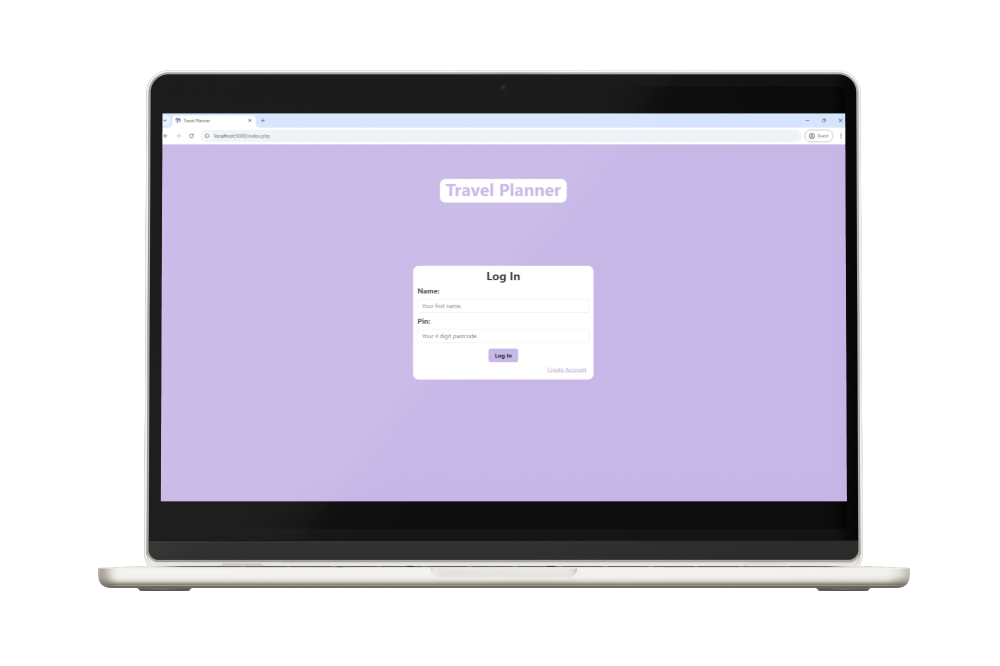 Travel Planner
localhost:3000/index.php
Guest
Travel Planner
Log In
Name:
Your first name.
Pin:
Your 4 digit passcode.
Log in
Create Account